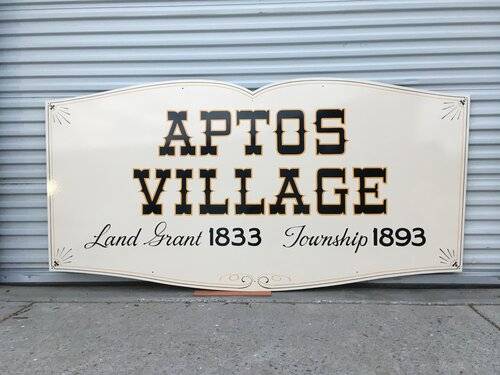 APTOS
VILLAGE
Land Grant 1833 Township 1893